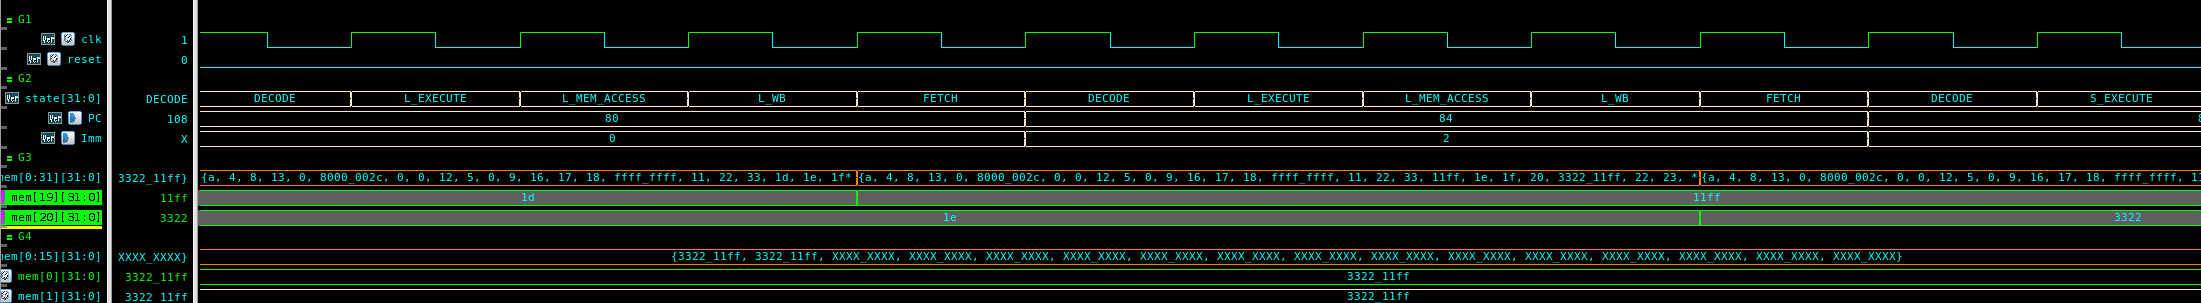 G1
Ver clk 1
Ver reset 0
G2
Ver state[31:0] DECODE DECODE L_EXECUTE L_MEM_ACCESS L_WB FETCH DECODE L_EXECUTE L_MEM_ACCESS L_WB FETCH DECODE S_EXECUTE
Ver PC 108 80 84
Ver Imm X 0 2
G3
mem[0:31][31:0] 3322_11ff} {a, 4, 8, 13, 0, 8000_002c, 0, 0, 12, 5, 0, 9, 16, 17, 18, ffff_ffff, 11, 22, 33, 1d, 1e, 1f* {a, 4, 8, 13, 0, 8000_002c, 0, 0, 12, 5, 0, 9, 16, 17, 18, ffff_ffff, 11, 22, 33, 11ff, 1e, 1f, 20, 3322_11ff, 22, 23, * {a, 4, 8, 13, 0, 8000_002c, 0, 0, 12, 5, 0, 9, 16, 17, 18, ffff_ffff, 11
mem[19][31:0] 11ff 1d 11ff
mem[20][31:0] 3322 1e 3322
G4
mem[0:15][31:0] XXXX_XXXX} {3322_11ff, 3322_11ff, XXXX_XXXX, XXXX_XXXX, XXXX_XXXX, XXXX_XXXX, XXXX_XXXX, XXXX_XXXX, XXXX_XXXX, XXXX_XXXX, XXXX_XXXX, XXXX_XXXX, XXXX_XXXX, XXXX_XXXX, XXXX_XXXX, XXXX_XXXX}
mem[0][31:0] 3322_11ff 3322_11ff
mem[1][31:0] 3322_11ff 3322_11ff